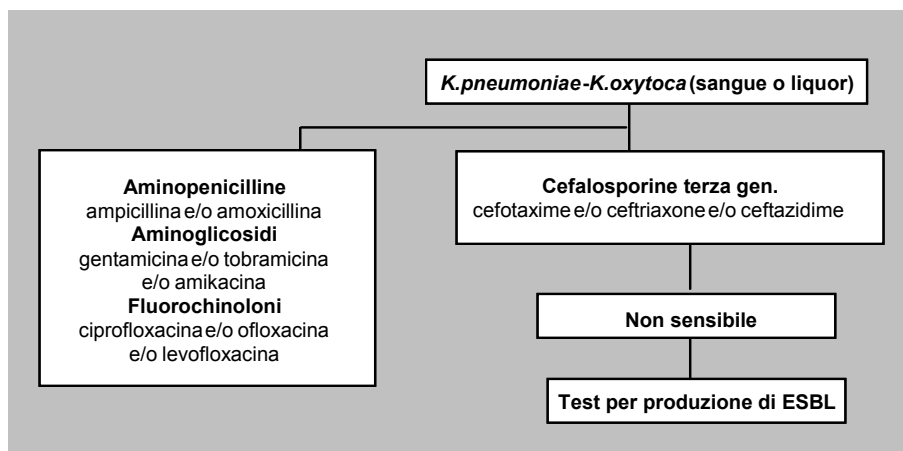 K.pneumoniae-K.oxytoca (sangue o liquor)
Aminopenicilline
ampicillina e/o amoxicillina
Aminoglicosidi
gentamicina e/o tobramicina
e/o amikacina
Fluorochinoloni
ciprofloxacina e/o ofloxacina
e/o levofloxacina
Cefalosporine terza gen.
cefotaxime e/o ceftriaxone e/o ceftazidime
Non sensibile
Test per produzione di ESBL